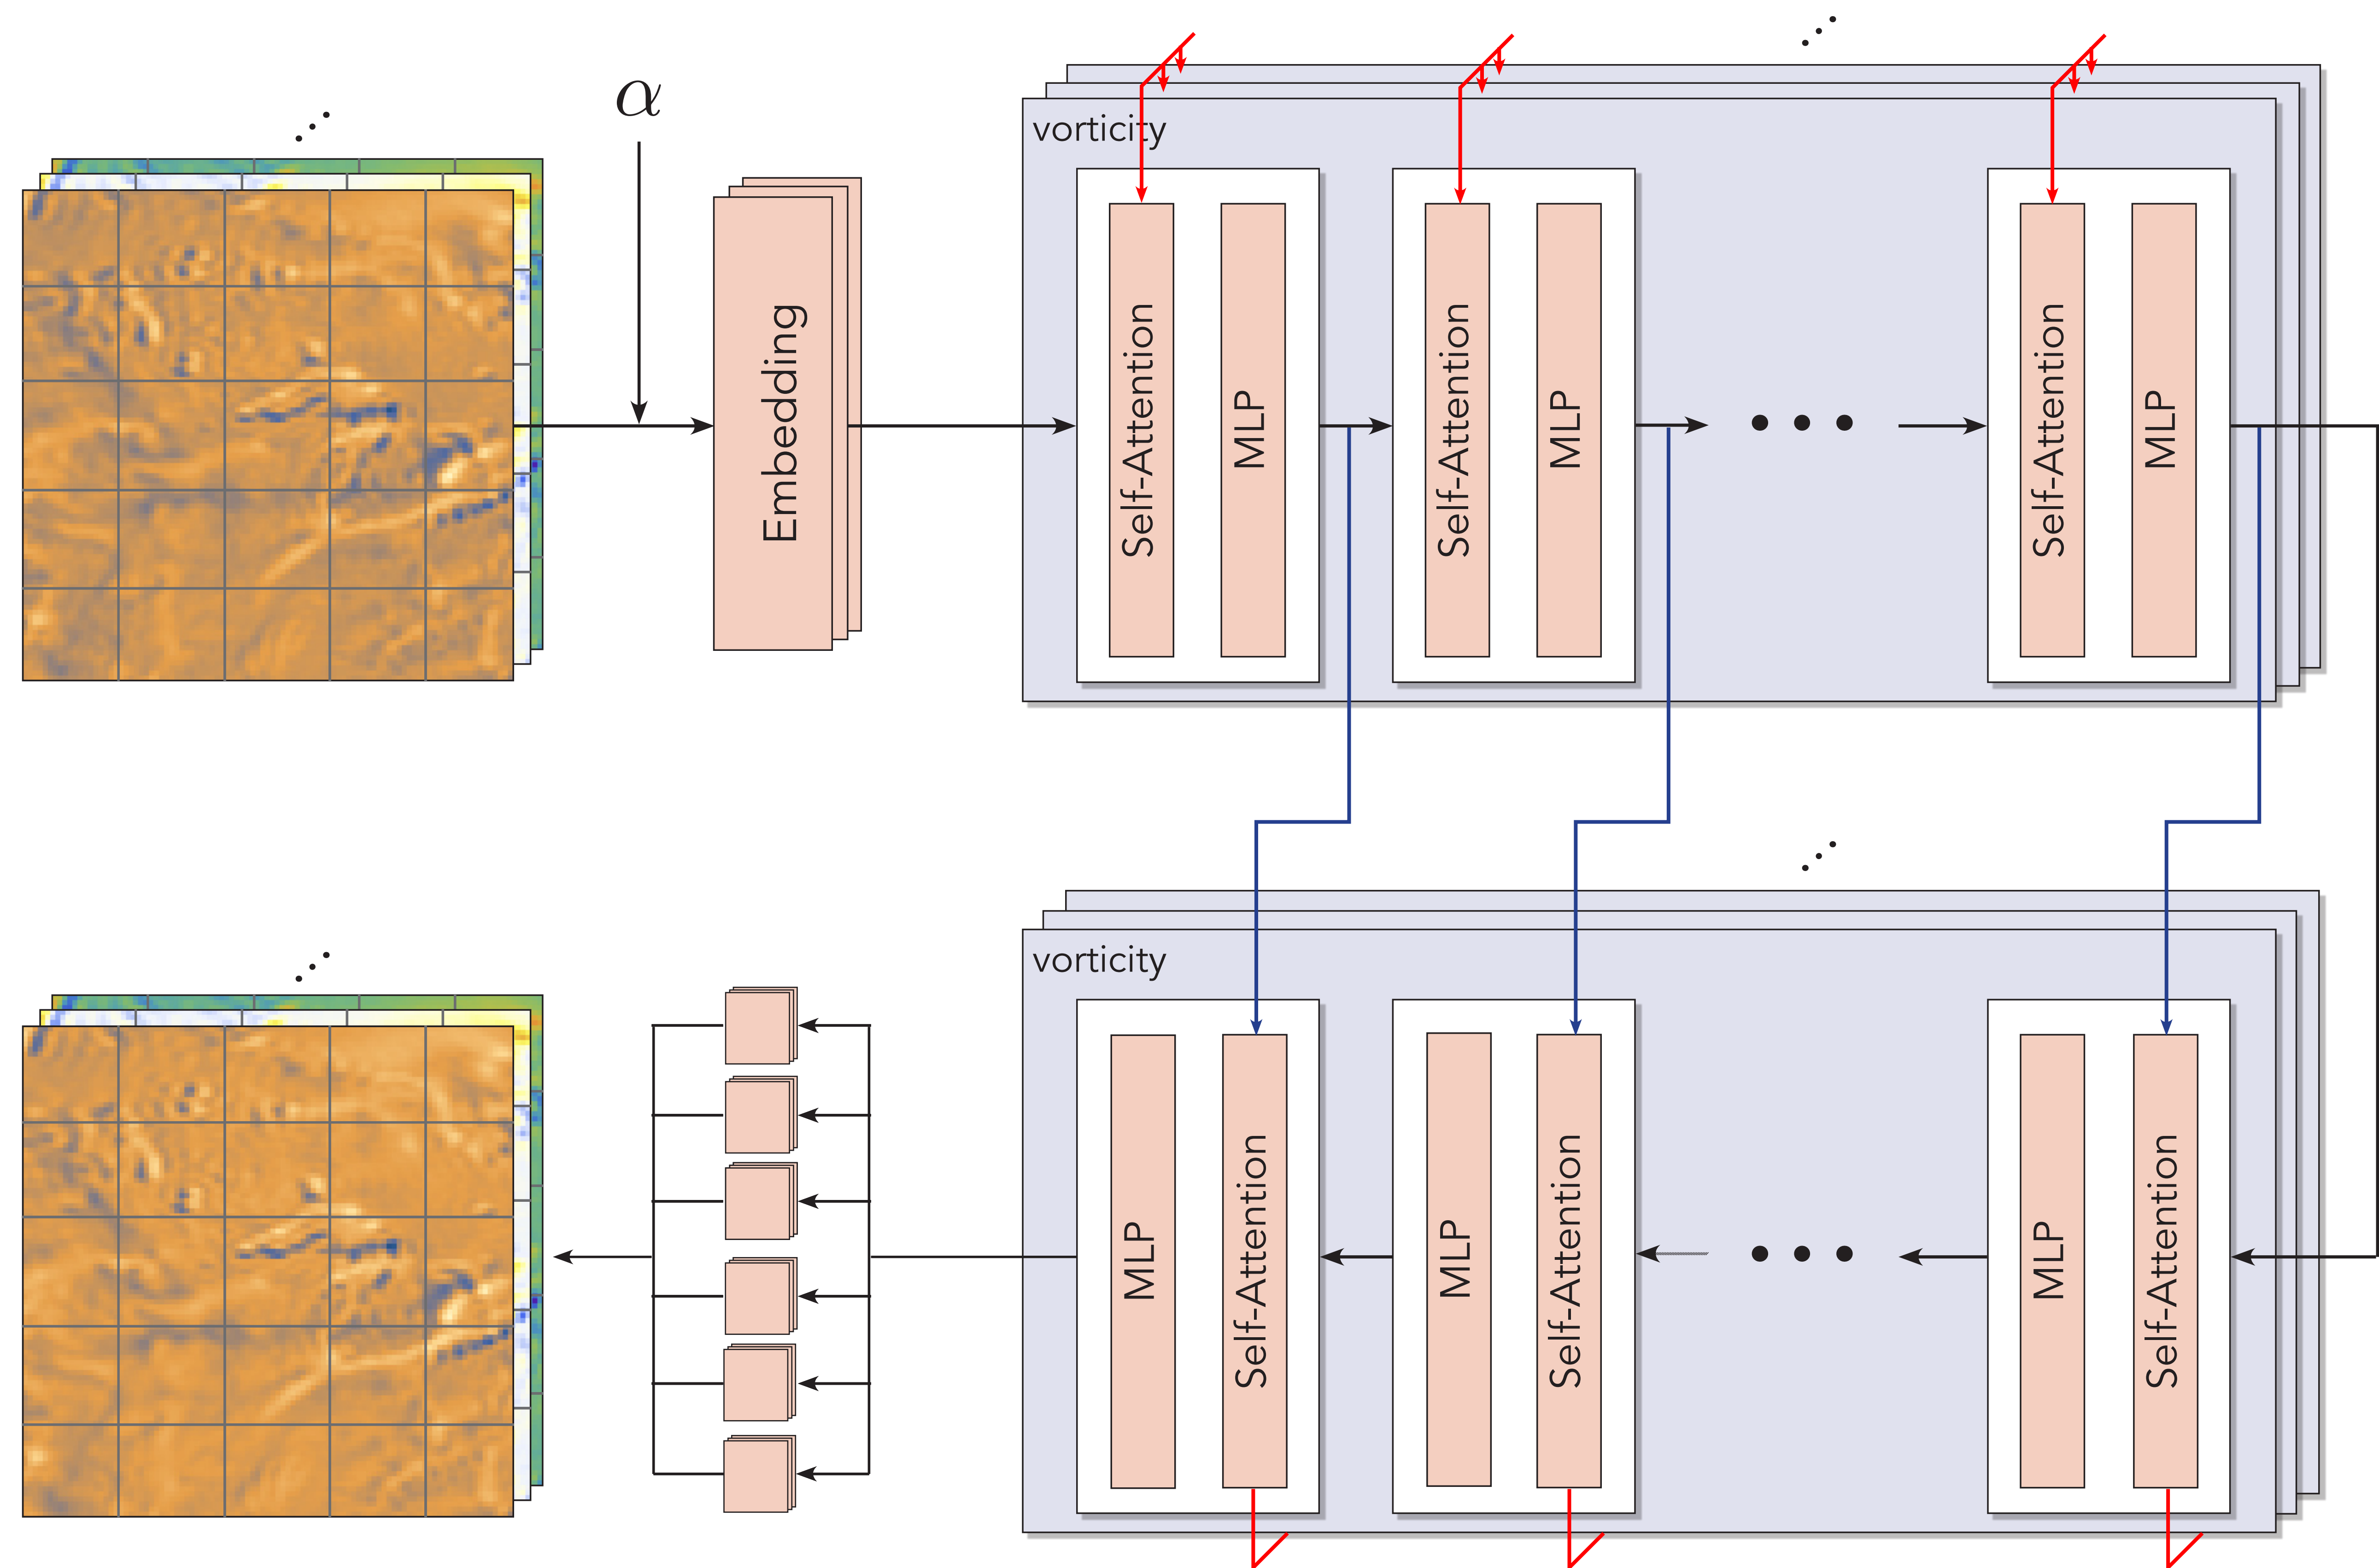 α
vorticity
Embedding
Self-Attention
MLP
Self-Attention
MLP
Self-Attention
MLP
vorticity
MLP
Self-Attention
MLP
Self-Attention
MLP
Self-Attention